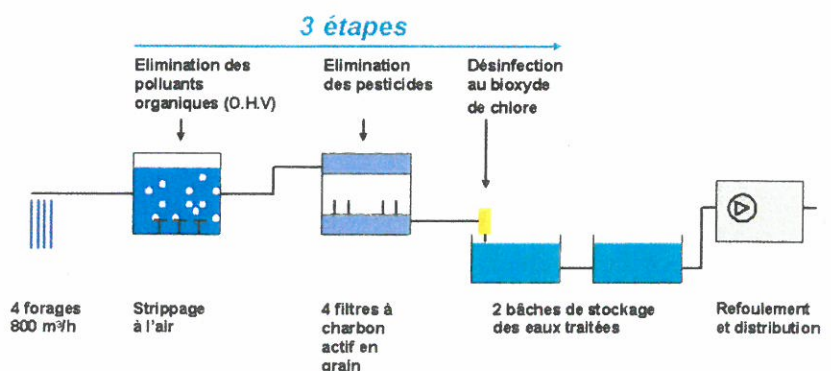 3 étapes
Elimination des
polluants
organiques (O.H.V)
Elimination
des pesticides
Désinfection
au bioxyde
de chlore
4 forages
800 m³/h
Strippage
à l'air
4 filtres à
charbon
actif en
grain
2 bâches de stockage
des eaux traitées
Refoulement
et distribution